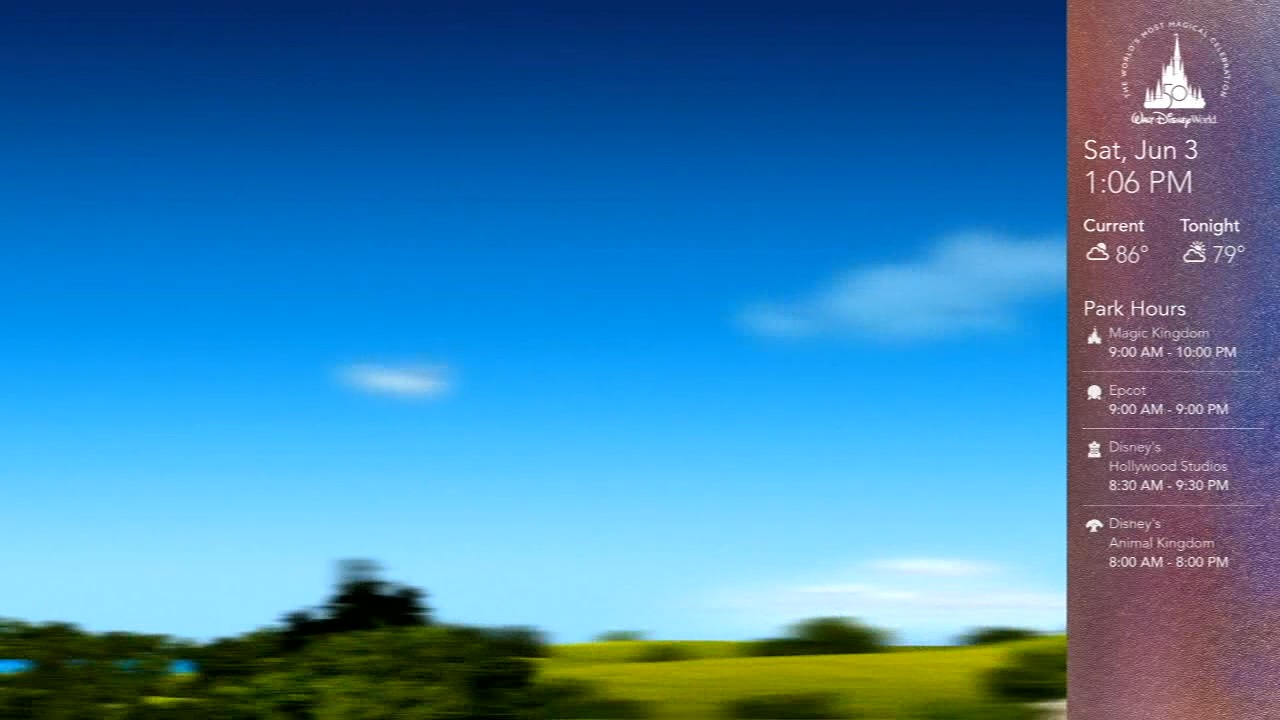 THE WORLD'S MOST MAGICAL CELEBRATION
50
Walt Disney World
Sat, Jun 3
1:06 PM
Current Tonight
86° 79°
Park Hours
Magic Kingdom
9:00 AM - 10:00 PM
Epcot
9:00 AM - 9:00 PM
Disney's
Hollywood Studios
8:30 AM - 9:30 PM
Disney's
Animal Kingdom
8:00 AM - 8:00 PM